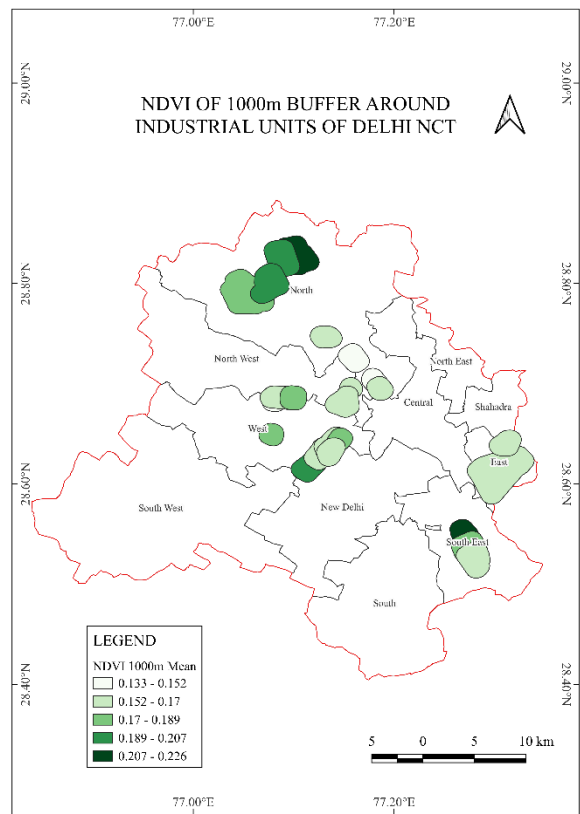 77.00°E
77.20°E
29.00°N
29.00°N
NDVI OF 1000m BUFFER AROUND
INDUSTRIAL UNITS OF DELHI NCT
28.80°N
28.80°N
North
North West
North East
Central
Shahadra
West
East
28.60°N
28.60°N
South West
New Delhi
South East
South
LEGEND
NDVI 1000m Mean
0.133 - 0.152
0.152 - 0.17
0.17 - 0.189
0.189 - 0.207
0.207 - 0.226
28.40°N
28.40°N
5 0 5 10 km
77.00°E
77.20°E